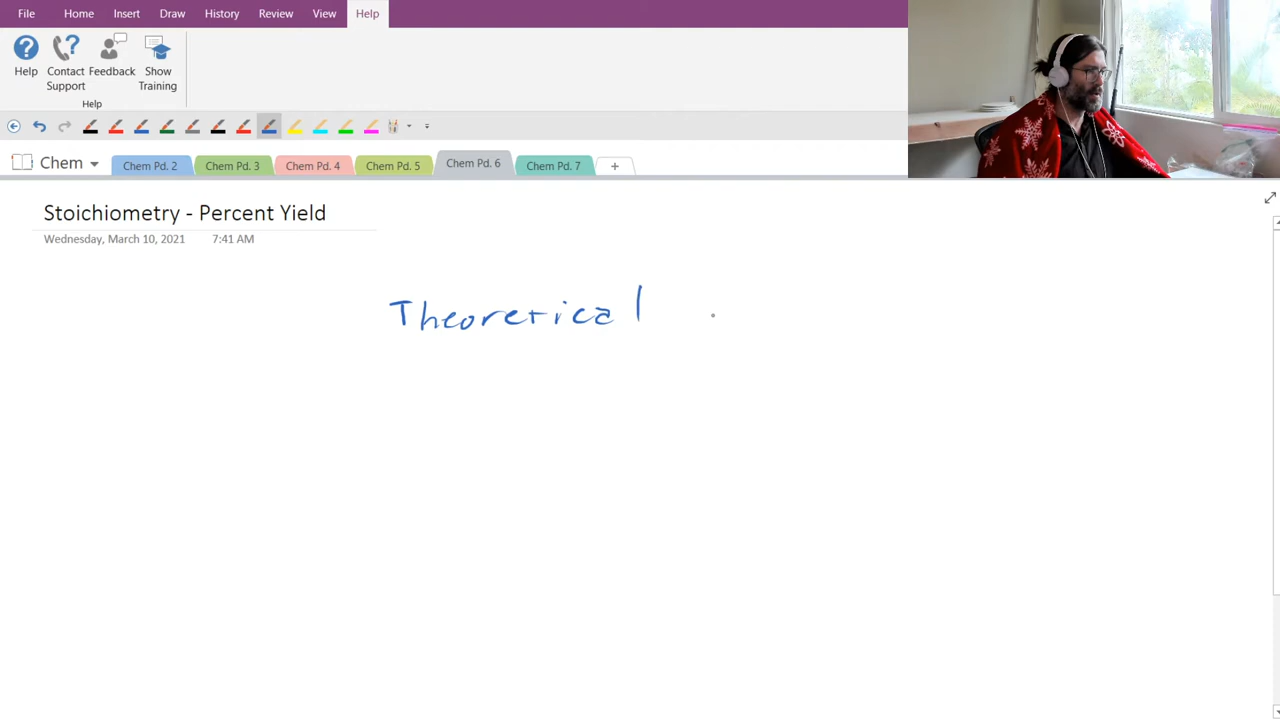 File Home Insert Draw History Review View Help
Help Contact Support Feedback Show Training
Help
Chem Chem Pd. 2 Chem Pd. 3 Chem Pd. 4 Chem Pd. 5 Chem Pd. 6 Chem Pd. 7 +
Stoichiometry - Percent Yield
Wednesday, March 10, 2021 7:41 AM
Theoretical